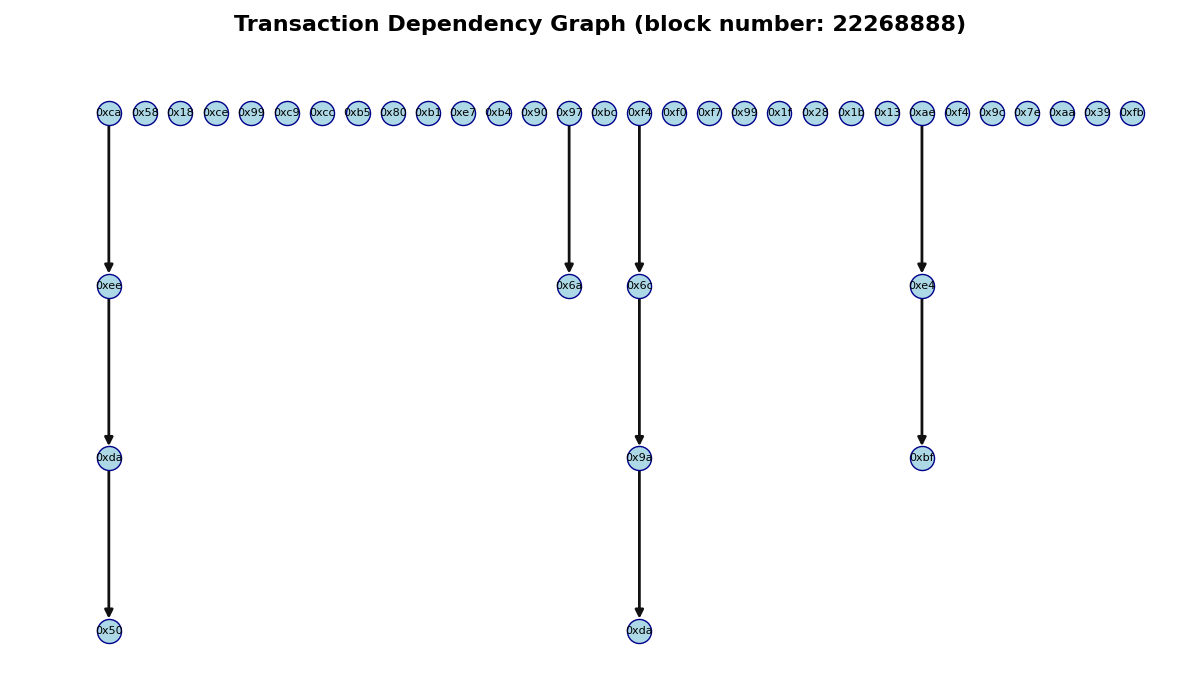 Transaction Dependency Graph (block number: 22268888)
0xca 0x58 0x18 0xce 0x99 0xc9 0xcc 0xb5 0x80 0xb1 0xe7 0xb4 0x90 0x97 0xbc 0xf4 0xf0 0xf7 0x99 0x1f 0x28 0x1b 0x13 0xae 0xf4 0x9c 0x7e 0xaa 0x39 0xfb
0xee 0x6a 0x6c 0xe4
0xda 0x9a 0xbf
0x50 0xda